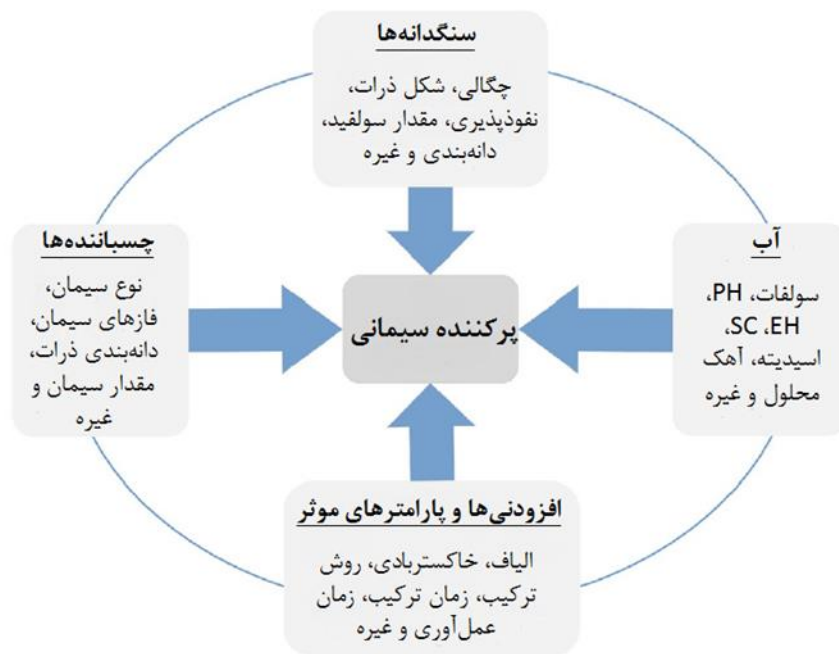 سنگدانه‌ها
چگالی، شکل ذرات،
نفوذپذیری، مقدار سولفید،
دانه‌بندی و غیره
آب
سولفات، PH،
SC ،EH،
اسیدیته، آهک
محلول و غیره
پرکننده سیمانی
چسباننده‌ها
نوع سیمان،
فازهای سیمان،
دانه‌بندی ذرات،
مقدار سیمان و
غیره
افزودنی‌ها و پارامترهای موثر
الیاف، خاکستربادی، روش
ترکیب، زمان ترکیب، زمان
عمل‌آوری و غیره